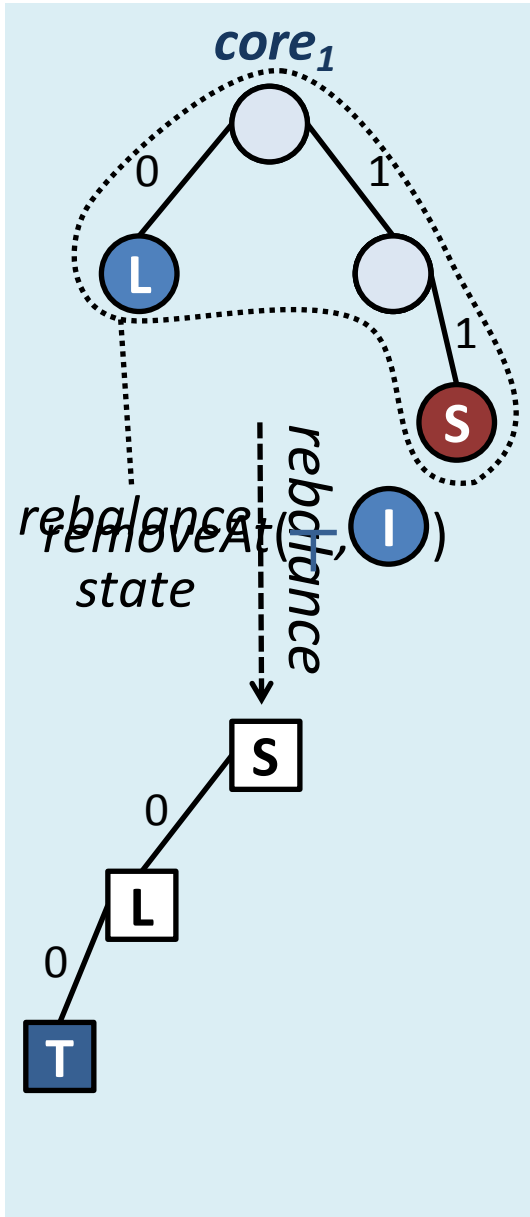 core1
0 1
L
1
S
rebalance
rebalance
state
removeAt( , I )
S
0
L
0
T